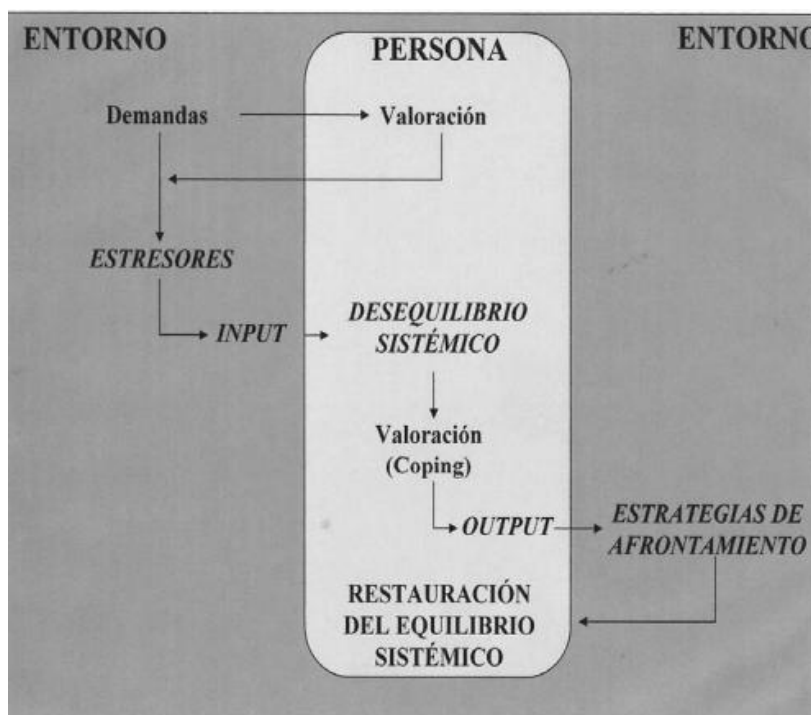 ENTORNO
PERSONA
ENTORNO
Demandas
Valoración
ESTRESORES
INPUT
DESEQUILIBRIO
SISTÉMICO
Valoración
(Coping)
OUTPUT
ESTRATEGIAS DE
AFRONTAMIENTO
RESTAURACIÓN
DEL EQUILIBRIO
SISTÉMICO